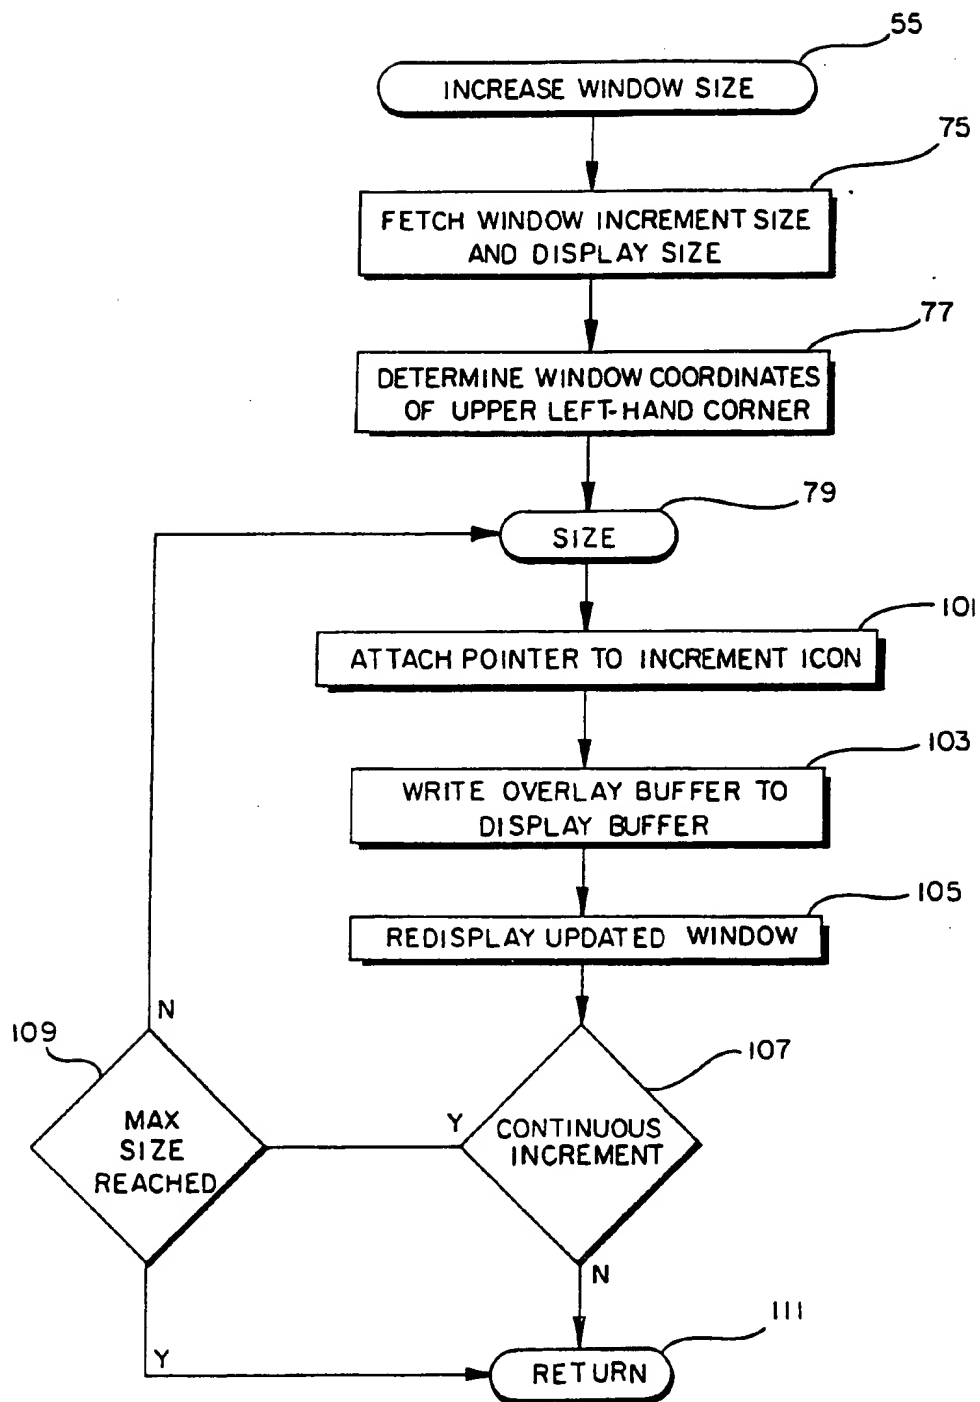 55
INCREASE WINDOW SIZE
75
FETCH WINDOW INCREMENT SIZE
AND DISPLAY SIZE
77
DETERMINE WINDOW COORDINATES
OF UPPER LEFT-HAND CORNER
79
SIZE
101
ATTACH POINTER TO INCREMENT ICON
103
WRITE OVERLAY BUFFER TO
DISPLAY BUFFER
105
REDISPLAY UPDATED WINDOW
N
109
107
MAX
SIZE
REACHED
Y
CONTINUOUS
INCREMENT
N
111
Y
RETURN